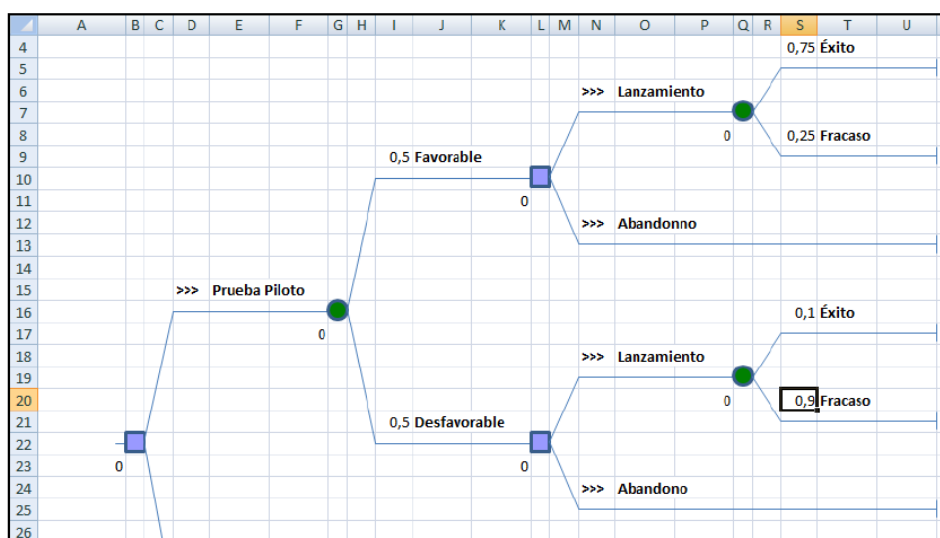 A B C D E F G H I J K L M N O P Q R S T U
4 0,75 Éxito
5
6 >>> Lanzamiento
7
8 0 0,25 Fracaso
9 0,5 Favorable
10
11 0
12 >>> Abandonno
13
14
15 >>> Prueba Piloto
16 0,1 Éxito
17 0
18 >>> Lanzamiento
19
20 0 0,9 Fracaso
21 0,5 Desfavorable
22
23 0 0
24 >>> Abandono
25
26